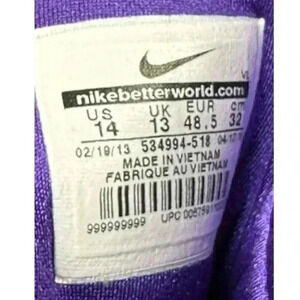 nikebetterworld.com
US UK EUR cm
14 13 48.5 32
02/19/13 534994-518
MADE IN VIETNAM
FABRIQUE AU VIETNAM
999999999 UPC